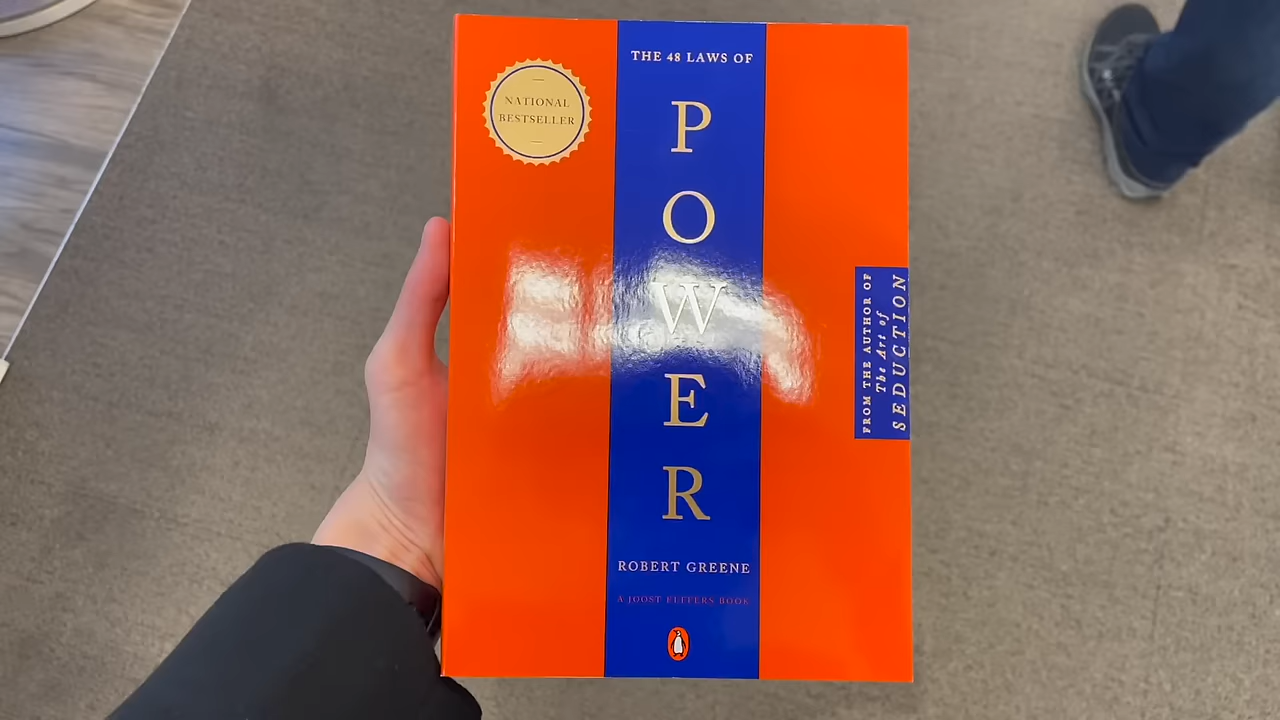 NATIONAL
BESTSELLER
THE 48 LAWS OF
POWER
ROBERT GREENE
A JOOST ELFFERS BOOK
FROM THE AUTHOR OF
The Art of
SEDUCTION